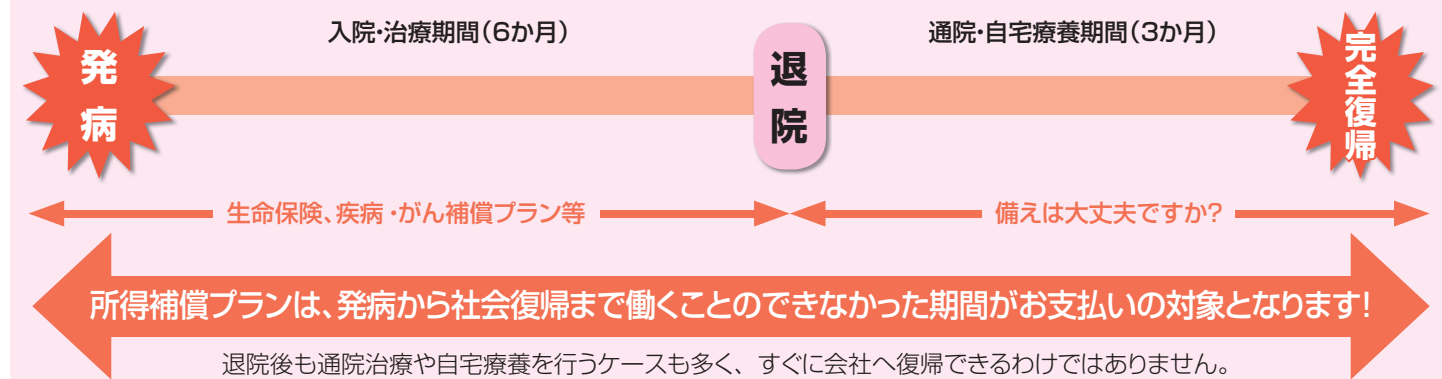 発病
入院・治療期間（6か月）
退院
通院・自宅療養期間（3か月）
完全復帰
生命保険、疾病・がん補償プラン等
備えは大丈夫ですか?
所得補償プランは、発病から社会復帰まで働くことのできなかった期間がお支払いの対象となります!
退院後も通院治療や自宅療養を行うケースも多く、すぐに会社へ復帰できるわけではありません。